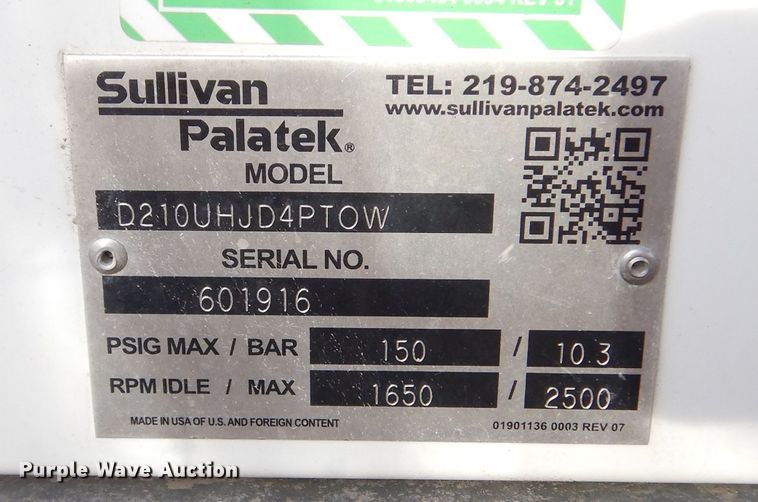 Sullivan
Palatek®
TEL: 219-874-2497
www.sullivanpalatek.com
MODEL
D210UHJD4PTOW
SERIAL NO.
601916
PSIG MAX / BAR 150 / 10.3
RPM IDLE / MAX 1650 / 2500
MADE IN USA OF U.S. AND FOREIGN CONTENT
01901136 0003 REV 07
Purple Wave Auction